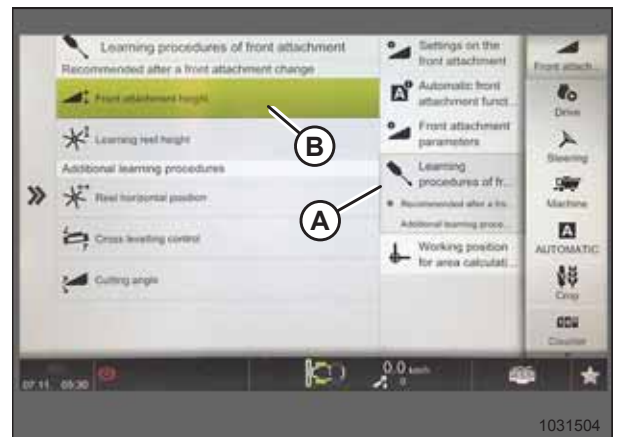 Learning procedures of front attachment
Recommended after a front attachment change
Front attachment height
Learning reel height
Additional learning procedures
Reel horizontal position
Cross levelling control
Cutting angle
Settings on the
front attachment
Automatic front
attachment funct...
Front attachment
parameters
Learning
procedures of fr...
Recommended after a fro...
Additional learning proce...
Working position
for area calculati...
Front attach...
Drive
Steering
Machine
AUTOMATIC
Crop
Counter
A
B
07.11. 09:30
0.0 km/h
0
1031504